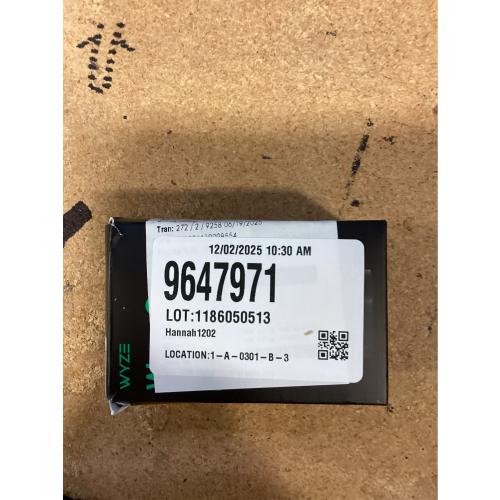 Tran: 272 / 2 / 9258 06/19/2025
12/02/2025 10:30 AM
9647971
LOT:1186050513
Hannah1202
LOCATION:1-A-0301-B-3
WYZE